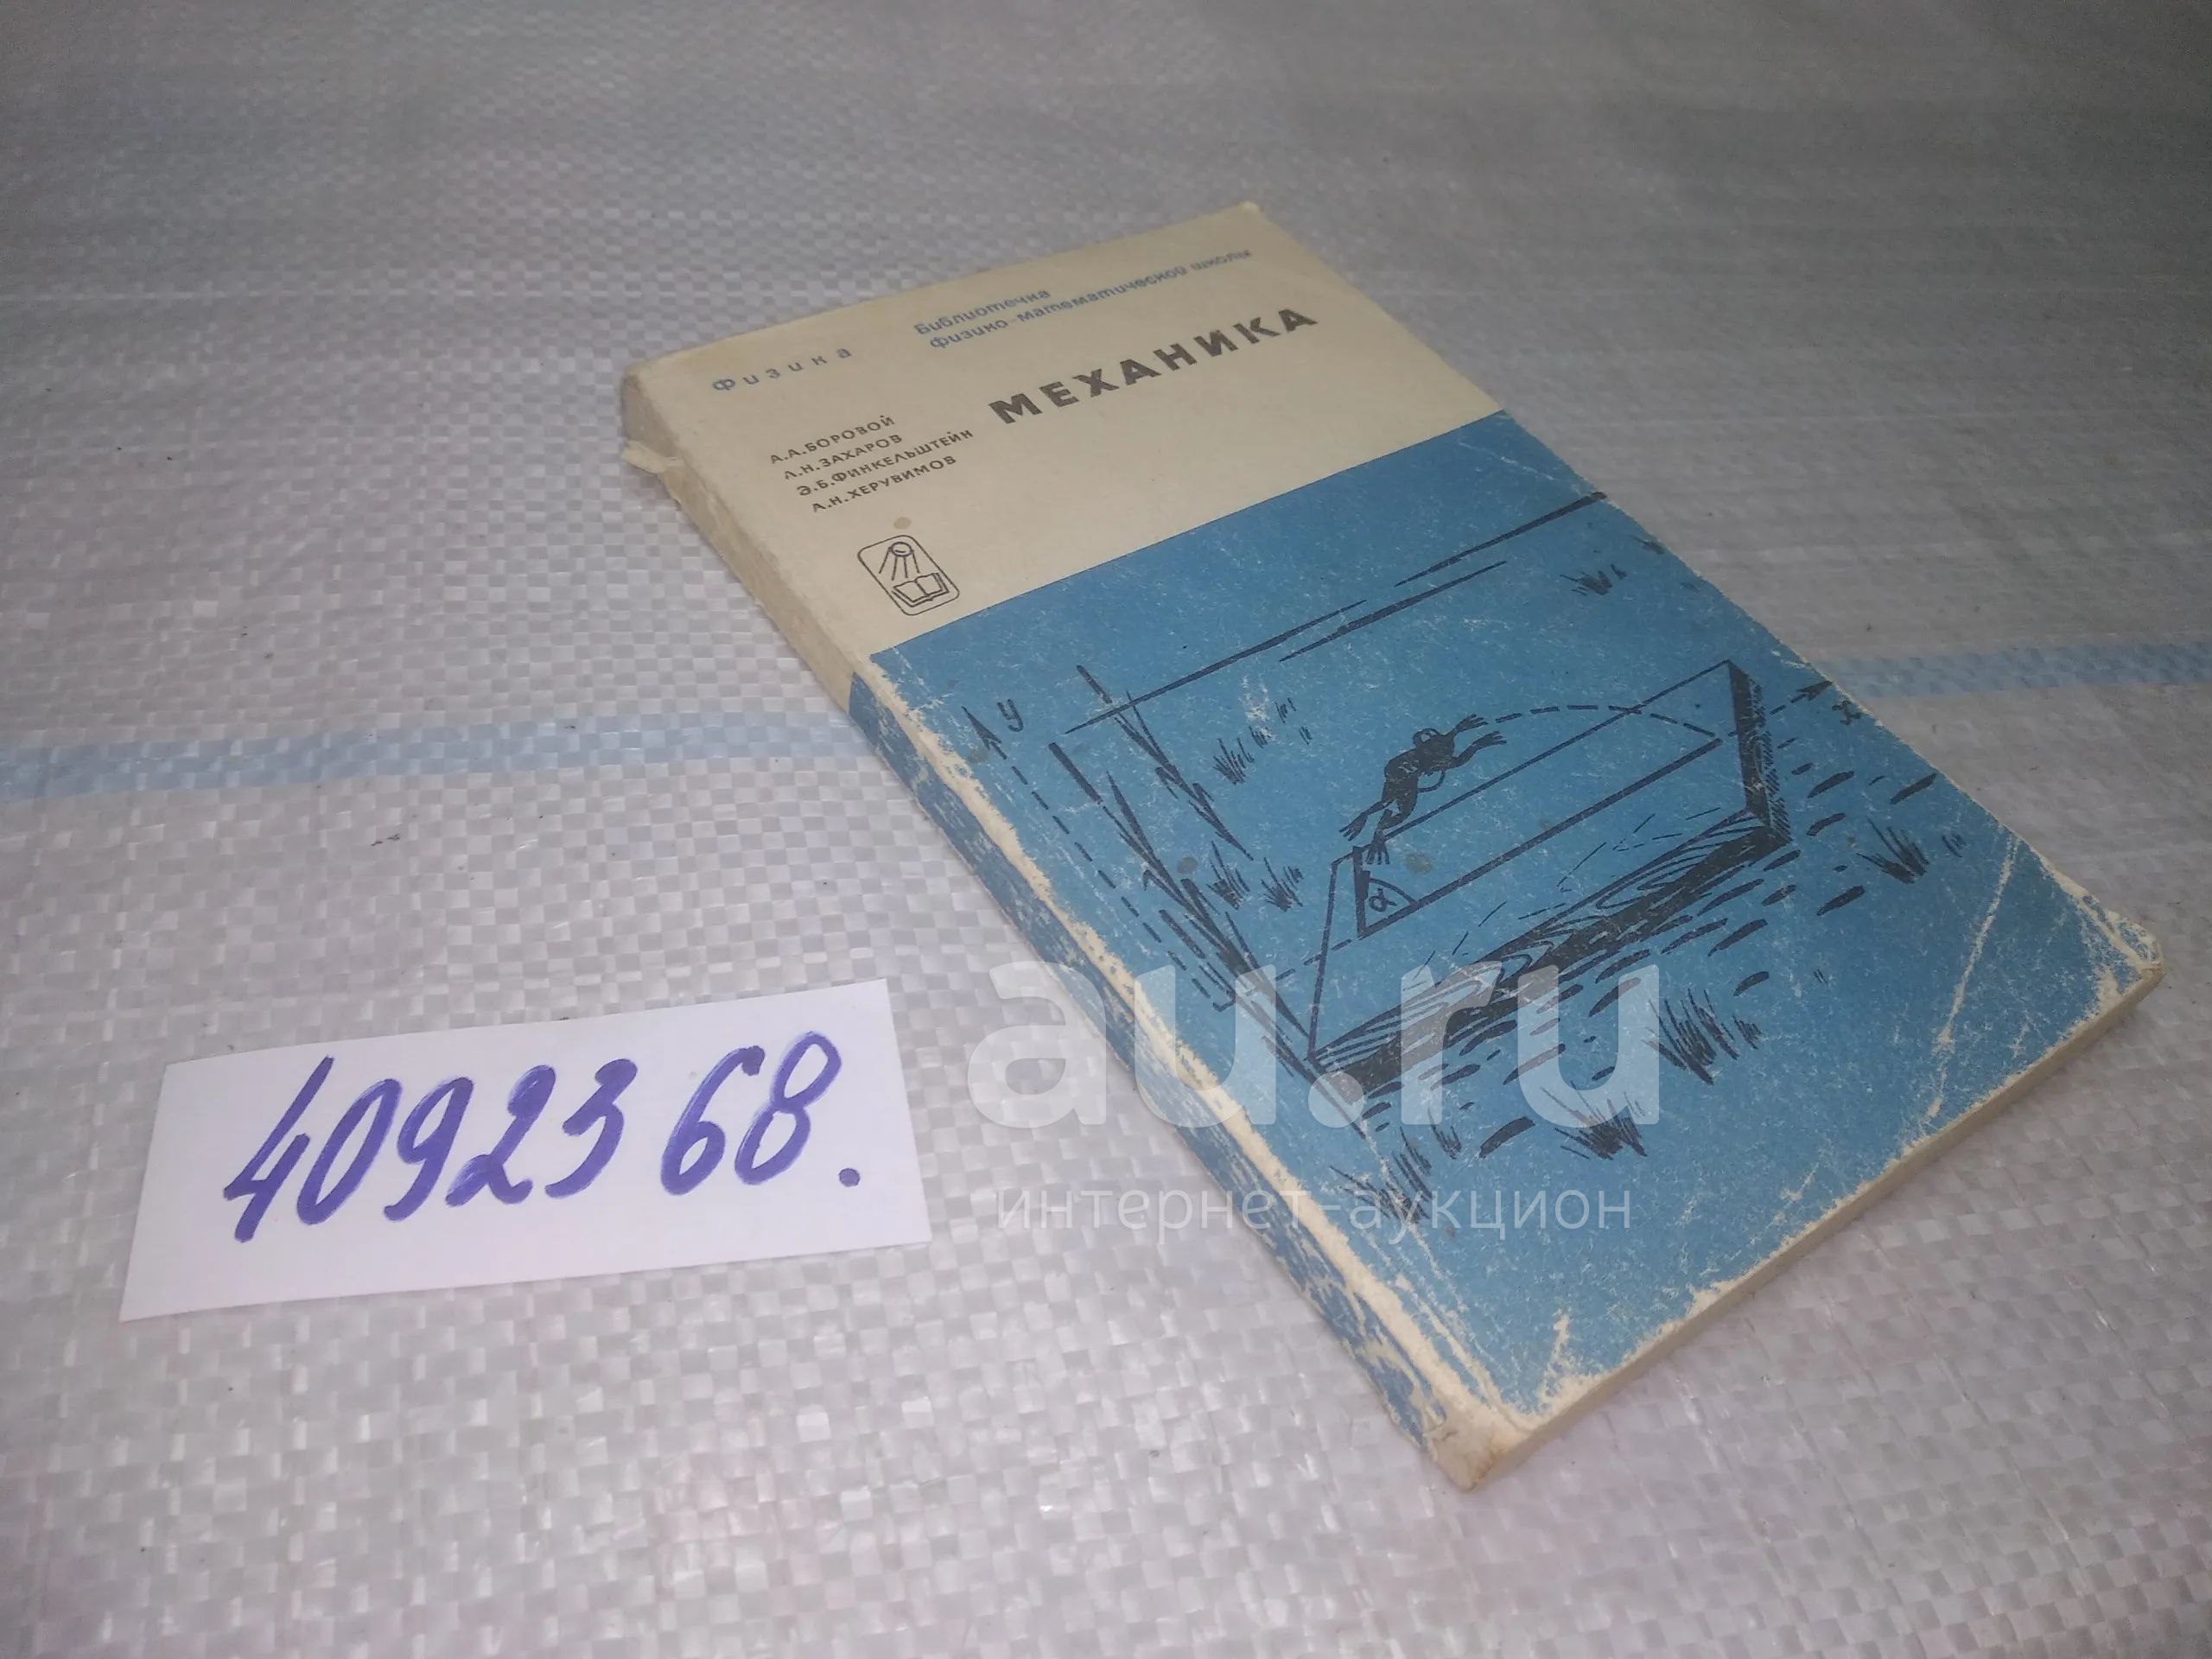 Физика
Библиотечка
физико-математической школы
МЕХАНИКА
А.А.БОРОВОЙ
А.Н.ЗАХАРОВ
Э.Б.ФИНКЕЛЬШТЕЙН
А.Н.ХЕРУВИМОВ
у
х
α
4092368.
au.ru
интернет-аукцион